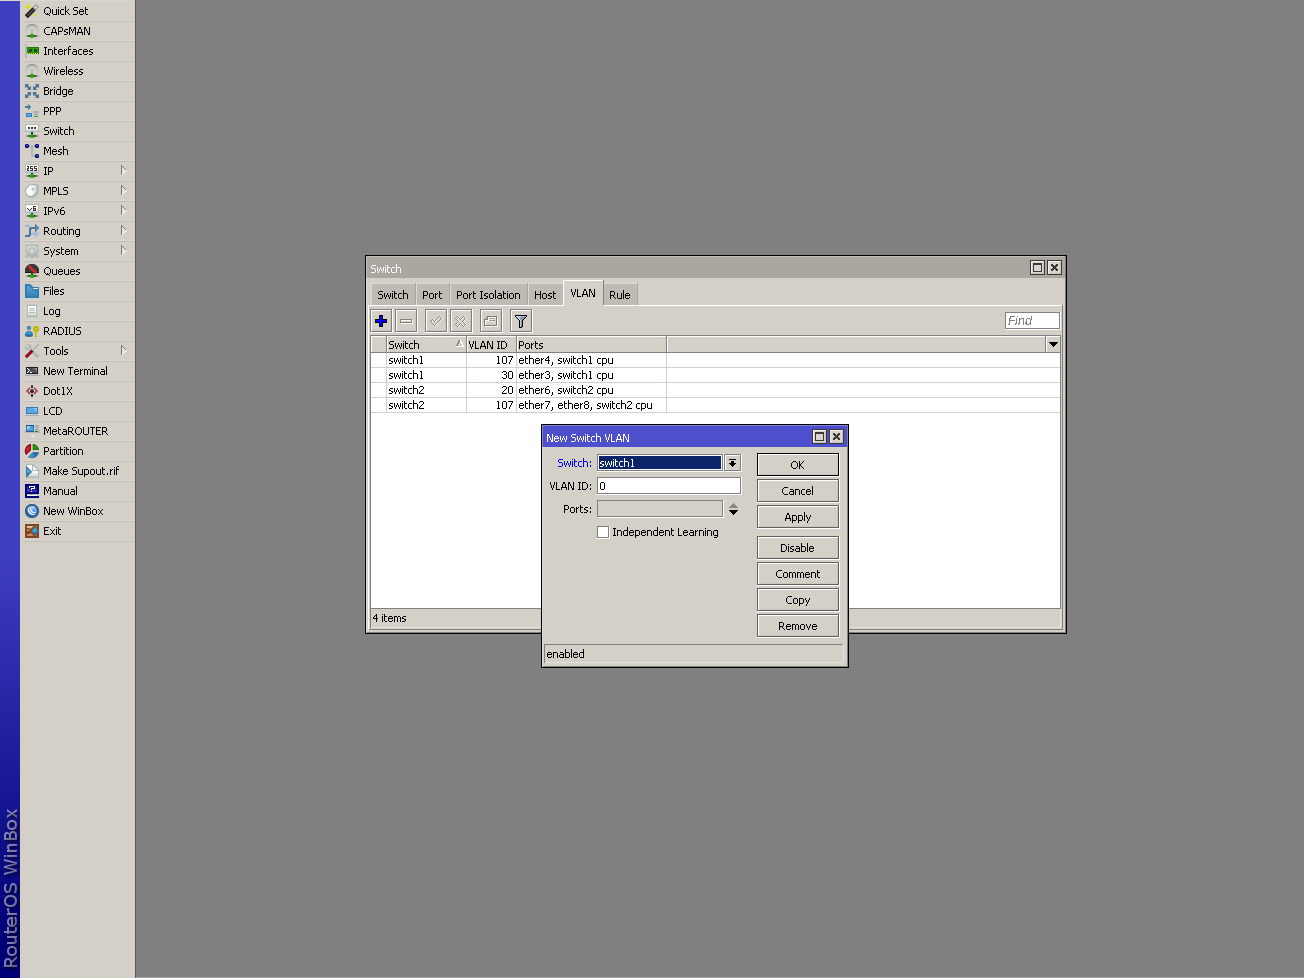 Quick Set
CAPsMAN
Interfaces
Wireless
Bridge
PPP
Switch
Mesh
255 IP
MPLS
v6 IPv6
Routing
System
Queues
Files
Log
RADIUS
Tools
New Terminal
Dot1X
LCD
MetaROUTER
Partition
Make Supout.rif
Manual
New WinBox
Exit
RouterOS WinBox
Switch
Switch Port Port Isolation Host VLAN Rule
Find
Switch VLAN ID Ports
switch1 107 ether4, switch1 cpu
switch1 30 ether3, switch1 cpu
switch2 20 ether6, switch2 cpu
switch2 107 ether7, ether8, switch2 cpu
4 items
New Switch VLAN
Switch: switch1
VLAN ID: 0
Ports:
Independent Learning
OK
Cancel
Apply
Disable
Comment
Copy
Remove
enabled